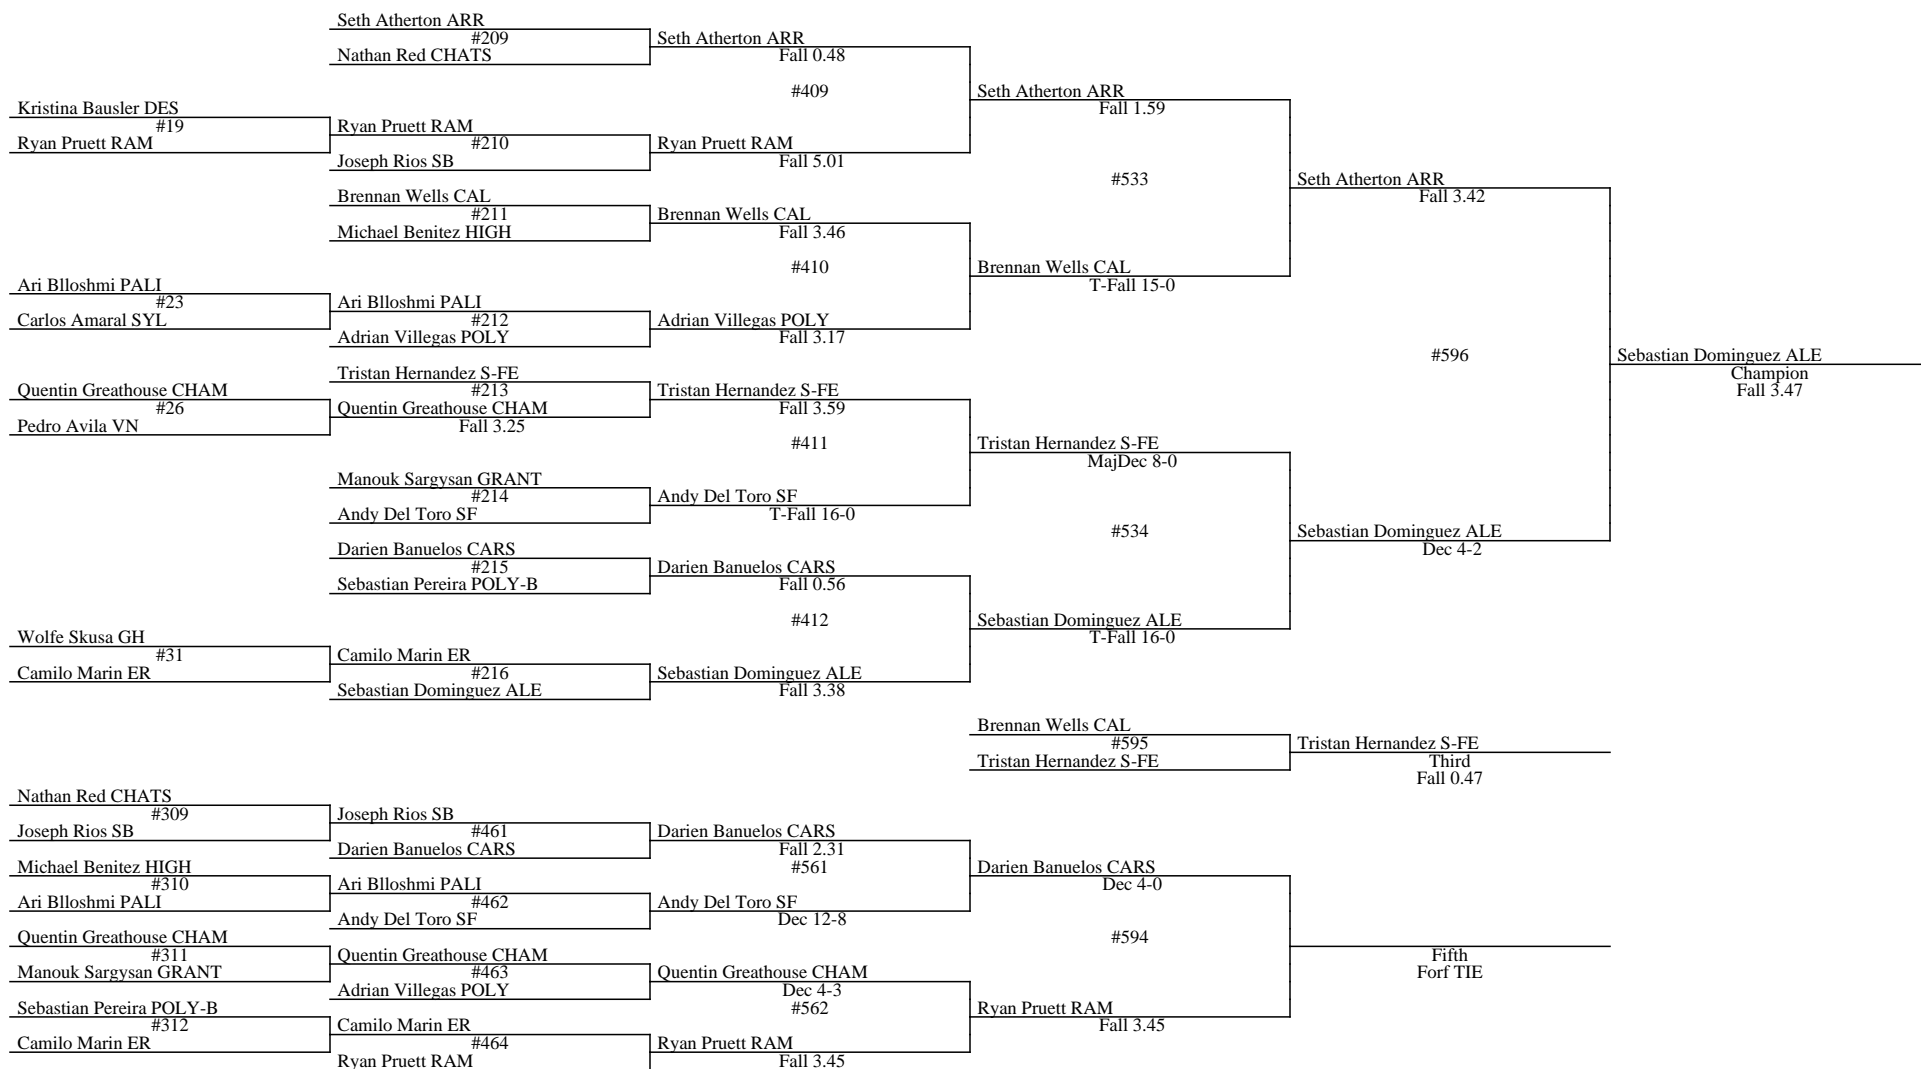 Seth Atherton ARR
#209
Nathan Red CHATS
Seth Atherton ARR
Fall 0.48
#409
Seth Atherton ARR
Fall 1.59
Kristina Bausler DES
#19
Ryan Pruett RAM
Ryan Pruett RAM
#210
Joseph Rios SB
Ryan Pruett RAM
Fall 5.01
#533
Seth Atherton ARR
Fall 3.42
Brennan Wells CAL
#211
Michael Benitez HIGH
Brennan Wells CAL
Fall 3.46
#410
Brennan Wells CAL
T-Fall 15-0
Ari Blloshmi PALI
#23
Carlos Amaral SYL
Ari Blloshmi PALI
#212
Adrian Villegas POLY
Adrian Villegas POLY
Fall 3.17
#596
Sebastian Dominguez ALE
Champion
Fall 3.47
Quentin Greathouse CHAM
#26
Pedro Avila VN
Tristan Hernandez S-FE
#213
Quentin Greathouse CHAM
Fall 3.25
Tristan Hernandez S-FE
Fall 3.59
#411
Tristan Hernandez S-FE
MajDec 8-0
Manouk Sargysan GRANT
#214
Andy Del Toro SF
Andy Del Toro SF
T-Fall 16-0
#534
Sebastian Dominguez ALE
Dec 4-2
Darien Banuelos CARS
#215
Sebastian Pereira POLY-B
Darien Banuelos CARS
Fall 0.56
#412
Sebastian Dominguez ALE
T-Fall 16-0
Wolfe Skusa GH
#31
Camilo Marin ER
Camilo Marin ER
#216
Sebastian Dominguez ALE
Sebastian Dominguez ALE
Fall 3.38
Brennan Wells CAL
#595
Tristan Hernandez S-FE
Tristan Hernandez S-FE
Third
Fall 0.47
Nathan Red CHATS
#309
Joseph Rios SB
Joseph Rios SB
#461
Darien Banuelos CARS
Darien Banuelos CARS
Fall 2.31
#561
Darien Banuelos CARS
Dec 4-0
Michael Benitez HIGH
#310
Ari Blloshmi PALI
Ari Blloshmi PALI
#462
Andy Del Toro SF
Andy Del Toro SF
Dec 12-8
#594
Fifth
Forf TIE
Quentin Greathouse CHAM
#311
Manouk Sargysan GRANT
Quentin Greathouse CHAM
#463
Adrian Villegas POLY
Quentin Greathouse CHAM
Dec 4-3
#562
Ryan Pruett RAM
Fall 3.45
Sebastian Pereira POLY-B
#312
Camilo Marin ER
Camilo Marin ER
#464
Ryan Pruett RAM
Ryan Pruett RAM
Fall 3.45